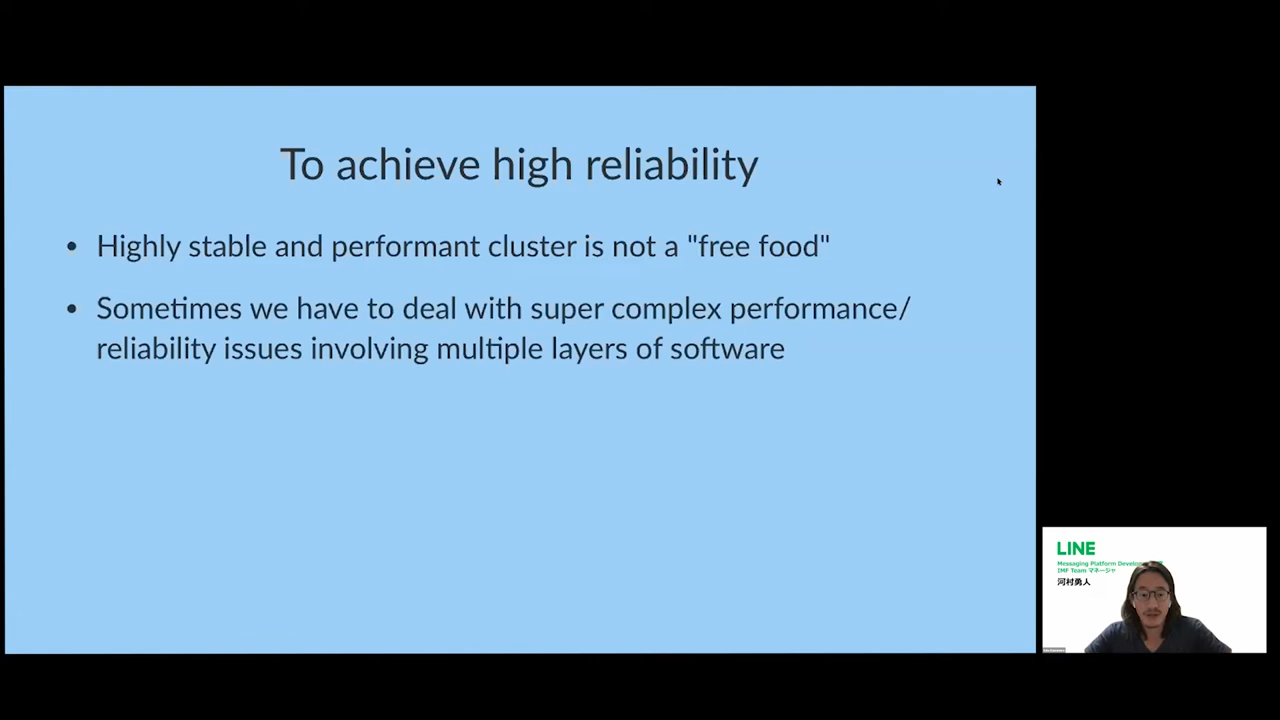 To achieve high reliability
• Highly stable and performant cluster is not a "free food"
• Sometimes we have to deal with super complex performance/
reliability issues involving multiple layers of software
LINE
Messaging Platform
IMF Team マネージャ
河村勇人